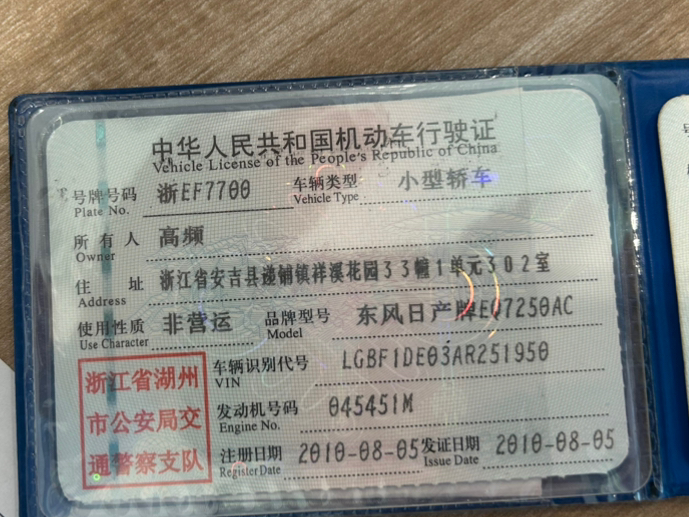 中华人民共和国机动车行驶证
Vehicle License of the People's Republic of China
号牌号码 浙EF7700 车辆类型 小型轿车
Plate No. Vehicle Type
所有人 高频
Owner
住址 浙江省安吉县递铺镇祥溪花园33幢1单元302室
Address
使用性质 非营运 品牌型号 东风日产牌EQ7250AC
Use Character Model
浙江省湖州
市公安局交
通警察支队
车辆识别代号 LGBF1DE03AR251950
VIN
发动机号码 045451M
Engine No.
注册日期 2010-08-05 发证日期 2010-08-05
Register Date Issue Date